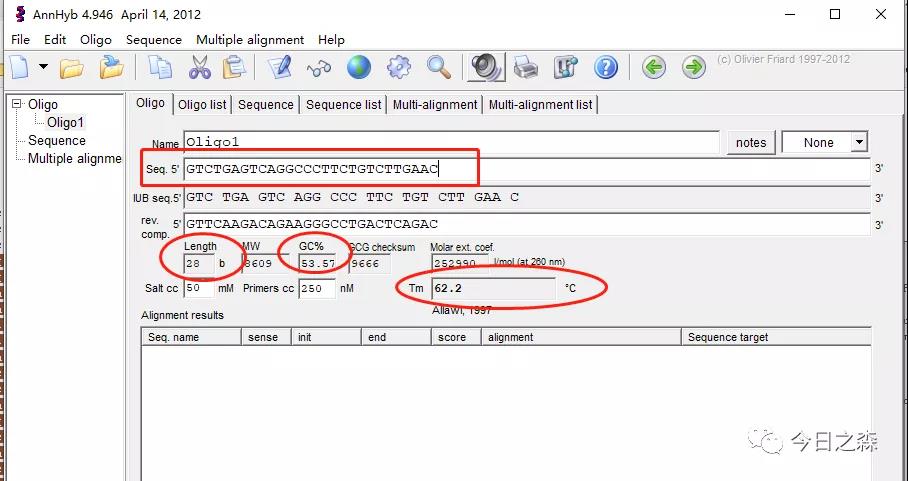 AnnHyb 4.946 April 14, 2012
File Edit Oligo Sequence Multiple alignment Help
(c) Olivier Friard 1997-2012
Oligo
Oligo1
Sequence
Multiple alignme
Oligo Oligo list Sequence Sequence list Multi-alignment Multi-alignment list
Name Oligo1 notes None
Seq. 5' GTCTGAGTCAGGCCCTTCTGTCTTGAAC 3'
IUB seq.5' GTC TGA GTC AGG CCC TTC TGT CTT GAA C
rev. comp. 5' GTTCAAGACAGAAGGGCCTGACTCAGAC 3'
Length MW GC% GCG checksum Molar ext. coef.
28 b 8609 53.57 9666 252990 l/mol (at 260 nm)
Salt cc 50 mM Primers cc 250 nM Tm 62.2 °C
Allawi, 1997
Alignment results
Seq. name sense init end score alignment Sequence target
今日之森